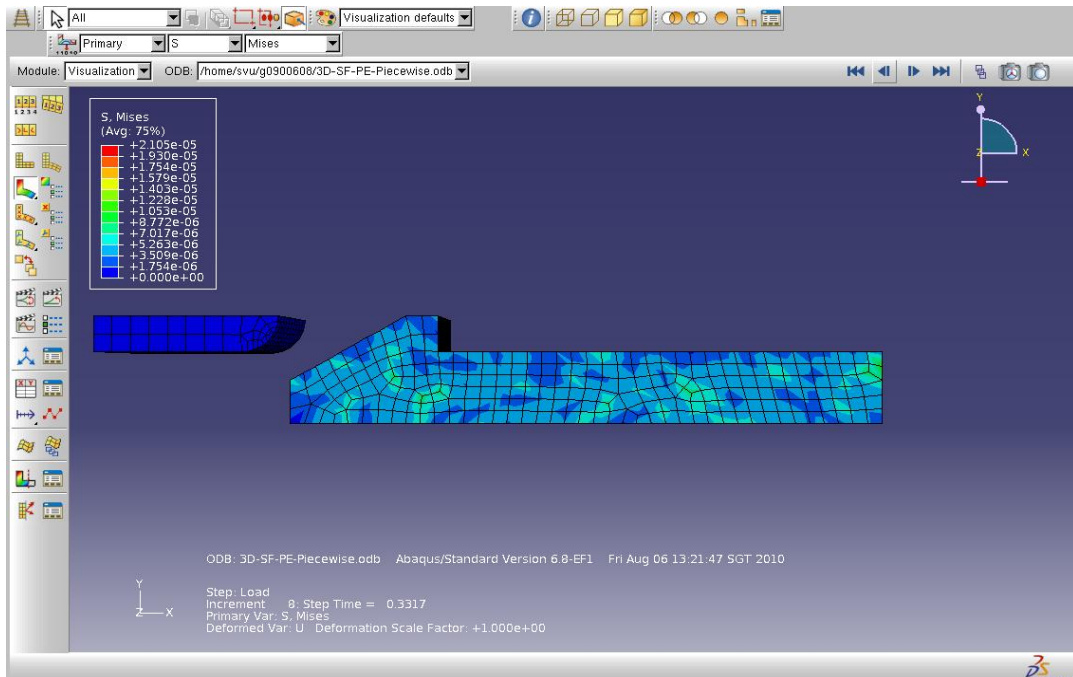 All
Visualization defaults
Primary
S
Mises
Module: Visualization ODB: /home/svu/g0900608/3D-SF-PE-Piecewise.odb
S, Mises
(Avg: 75%)
+2.105e-05
+1.930e-05
+1.754e-05
+1.579e-05
+1.403e-05
+1.228e-05
+1.053e-05
+8.772e-06
+7.017e-06
+5.263e-06
+3.509e-06
+1.754e-06
+0.000e+00
Y
Z
X
ODB: 3D-SF-PE-Piecewise.odb Abaqus/Standard Version 6.8-EF1 Fri Aug 06 13:21:47 SGT 2010
Y
Z
X
Step: Load
Increment 8: Step Time = 0.3317
Primary Var: S, Mises
Deformed Var: U Deformation Scale Factor: +1.000e+00